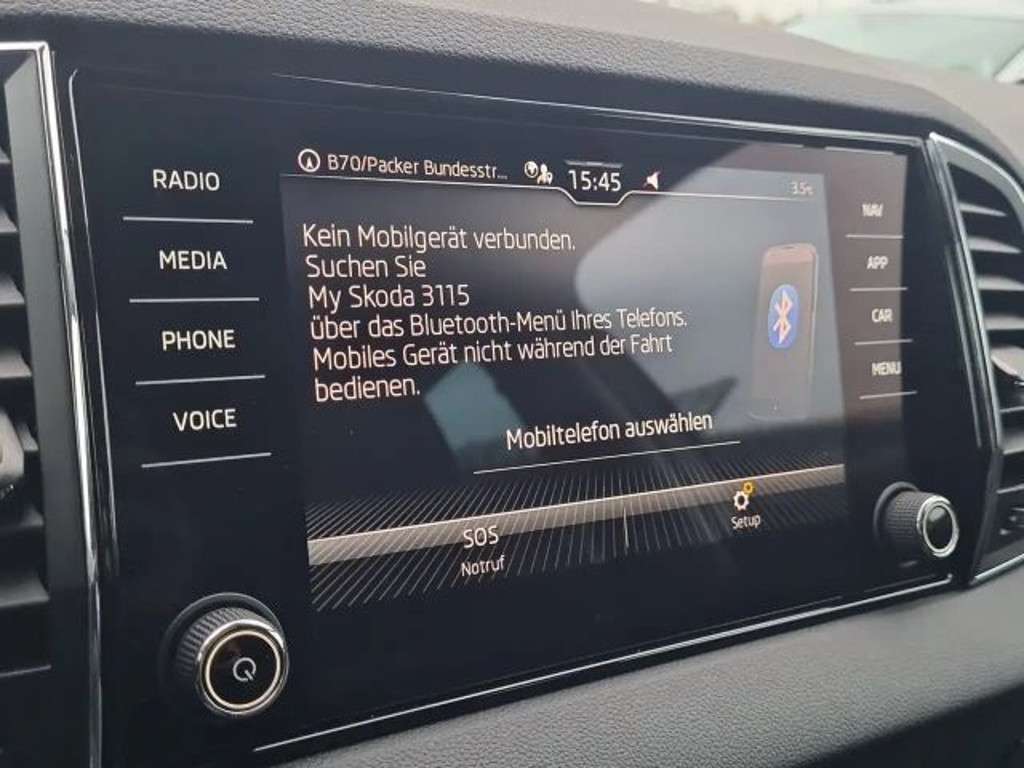 RADIO
MEDIA
PHONE
VOICE
B70/Packer Bundesstr...
15:45
3.5°C
Kein Mobilgerät verbunden.
Suchen Sie
My Skoda 3115
über das Bluetooth-Menü Ihres Telefons.
Mobiles Gerät nicht während der Fahrt
bedienen.
Mobiltelefon auswählen
SOS
Notruf
Setup
NAV
APP
CAR
MENU